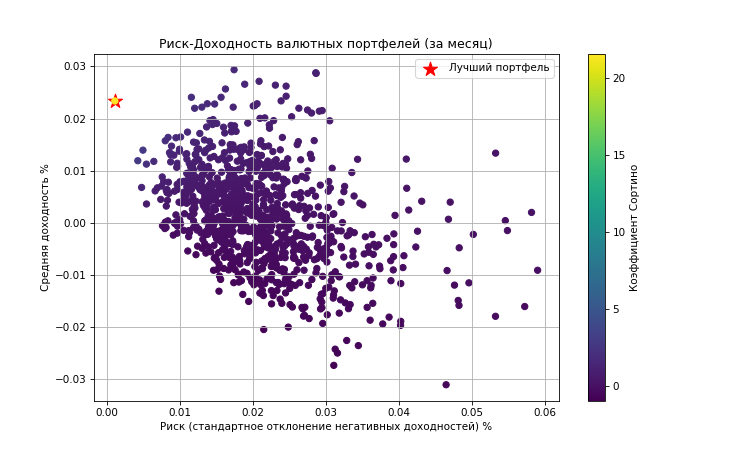 Риск-Доходность валютных портфелей (за месяц)
Лучший портфель
0.03
0.02
0.01
0.00
−0.01
−0.02
−0.03
Средняя доходность %
0.00 0.01 0.02 0.03 0.04 0.05 0.06
Риск (стандартное отклонение негативных доходностей) %
20
15
10
5
0
Коэффициент Сортино